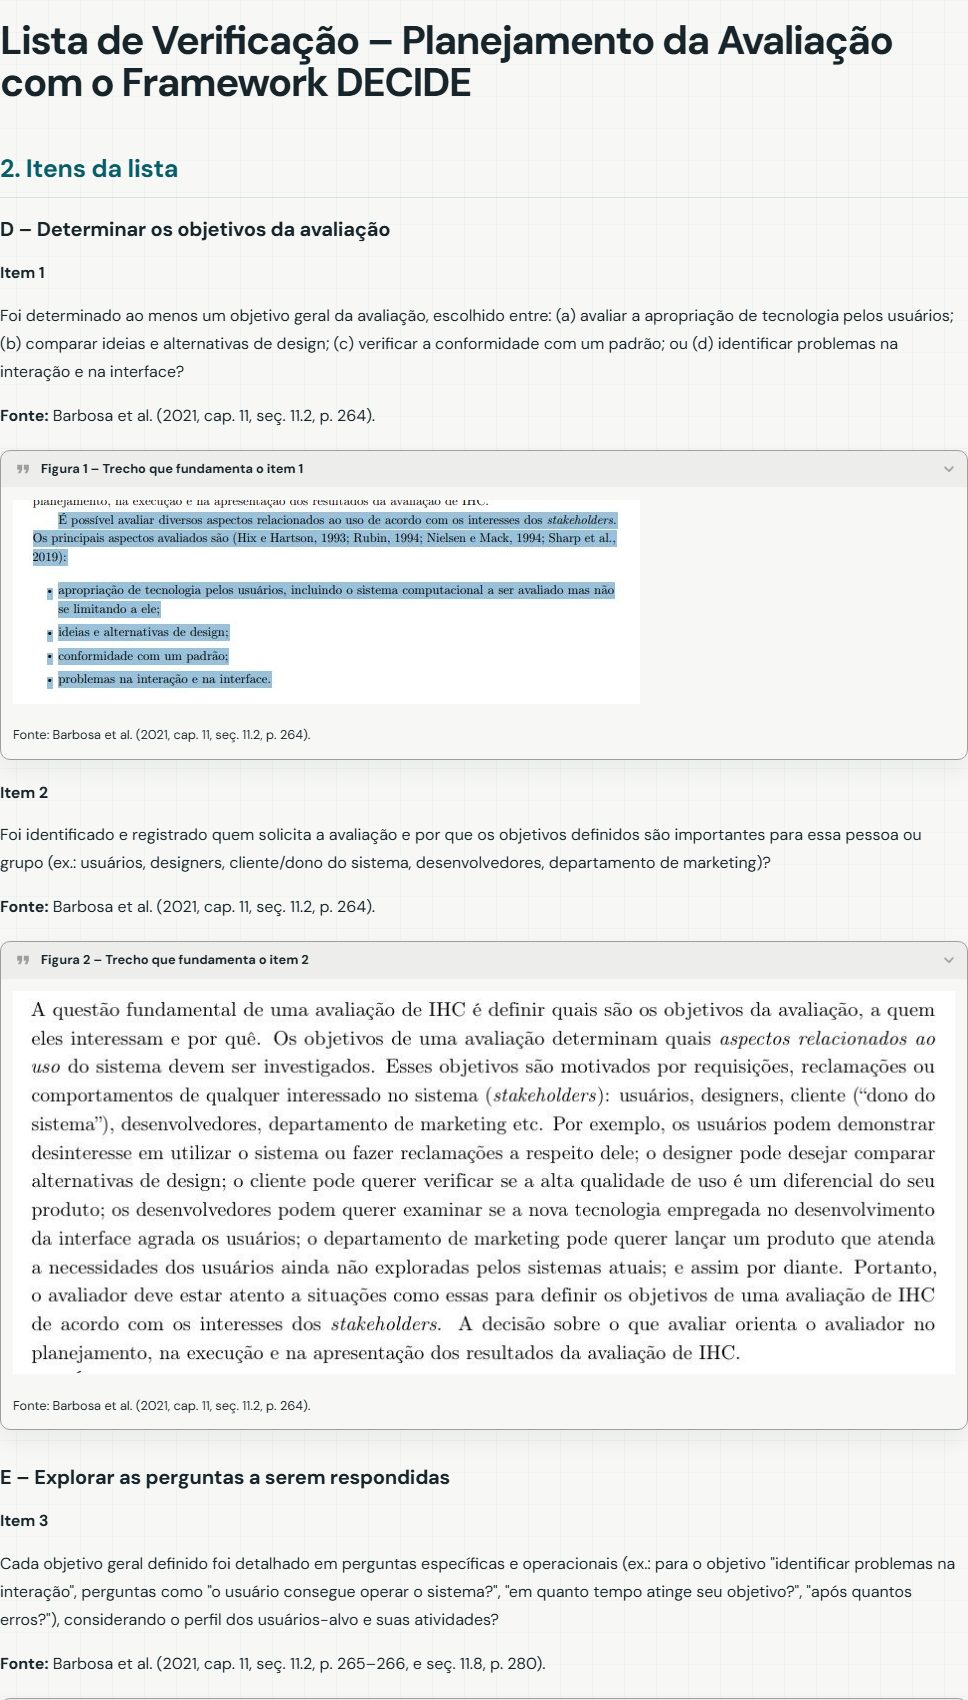 Lista de Verificação – Planejamento da Avaliação
com o Framework DECIDE
2. Itens da lista
D – Determinar os objetivos da avaliação
Item 1
Foi determinado ao menos um objetivo geral da avaliação, escolhido entre: (a) avaliar a apropriação de tecnologia pelos usuários;
(b) comparar ideias e alternativas de design; (c) verificar a conformidade com um padrão; ou (d) identificar problemas na
interação e na interface?
Fonte: Barbosa et al. (2021, cap. 11, seç. 11.2, p. 264).
Figura 1 – Trecho que fundamenta o item 1
planejamento, na execução e na apresentação dos resultados da avaliação de IHC.
É possível avaliar diversos aspectos relacionados ao uso de acordo com os interesses dos stakeholders.
Os principais aspectos avaliados são (Hix e Hartson, 1993; Rubin, 1994; Nielsen e Mack, 1994; Sharp et al.,
2019):
• apropriação de tecnologia pelos usuários, incluindo o sistema computacional a ser avaliado mas não
se limitando a ele;
• ideias e alternativas de design;
• conformidade com um padrão;
• problemas na interação e na interface.
Fonte: Barbosa et al. (2021, cap. 11, seç. 11.2, p. 264).
Item 2
Foi identificado e registrado quem solicita a avaliação e por que os objetivos definidos são importantes para essa pessoa ou
grupo (ex.: usuários, designers, cliente/dono do sistema, desenvolvedores, departamento de marketing)?
Fonte: Barbosa et al. (2021, cap. 11, seç. 11.2, p. 264).
Figura 2 – Trecho que fundamenta o item 2
A questão fundamental de uma avaliação de IHC é definir quais são os objetivos da avaliação, a quem
eles interessam e por quê. Os objetivos de uma avaliação determinam quais aspectos relacionados ao
uso do sistema devem ser investigados. Esses objetivos são motivados por requisições, reclamações ou
comportamentos de qualquer interessado no sistema (stakeholders): usuários, designers, cliente (“dono do
sistema”), desenvolvedores, departamento de marketing etc. Por exemplo, os usuários podem demonstrar
desinteresse em utilizar o sistema ou fazer reclamações a respeito dele; o designer pode desejar comparar
alternativas de design; o cliente pode querer verificar se a alta qualidade de uso é um diferencial do seu
produto; os desenvolvedores podem querer examinar se a nova tecnologia empregada no desenvolvimento
da interface agrada os usuários; o departamento de marketing pode querer lançar um produto que atenda
a necessidades dos usuários ainda não exploradas pelos sistemas atuais; e assim por diante. Portanto,
o avaliador deve estar atento a situações como essas para definir os objetivos de uma avaliação de IHC
de acordo com os interesses dos stakeholders. A decisão sobre o que avaliar orienta o avaliador no
planejamento, na execução e na apresentação dos resultados da avaliação de IHC.
Fonte: Barbosa et al. (2021, cap. 11, seç. 11.2, p. 264).
E – Explorar as perguntas a serem respondidas
Item 3
Cada objetivo geral definido foi detalhado em perguntas específicas e operacionais (ex.: para o objetivo "identificar problemas na
interação", perguntas como "o usuário consegue operar o sistema?", "em quanto tempo atinge seu objetivo?", "após quantos
erros?"), considerando o perfil dos usuários-alvo e suas atividades?
Fonte: Barbosa et al. (2021, cap. 11, seç. 11.2, p. 265–266, e seç. 11.8, p. 280).